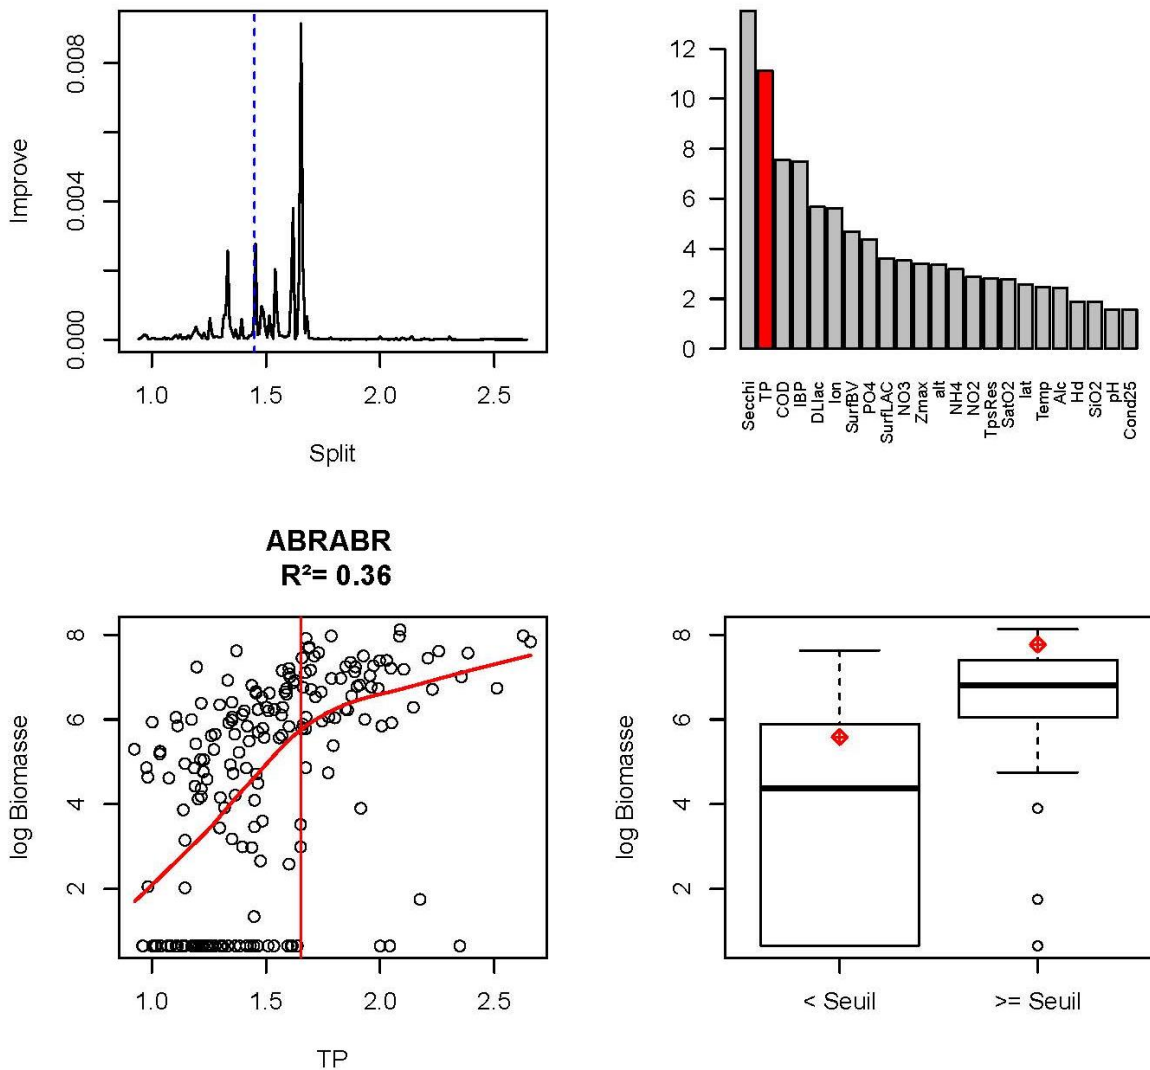 0.008
0.004
0.000
Improve
1.0 1.5 2.0 2.5
Split
12
10
8
6
4
2
0
Secchi TP COD IBP DLlac lon SurfBV PO4 SurfLAC NO3 Zmax alt NH4 NO2 TpsRes SatO2 lat Temp Alc Hd SiO2 pH Cond25
ABRABR
R²= 0.36
8
6
4
2
log Biomasse
1.0 1.5 2.0 2.5
TP
8
6
4
2
log Biomasse
< Seuil >= Seuil